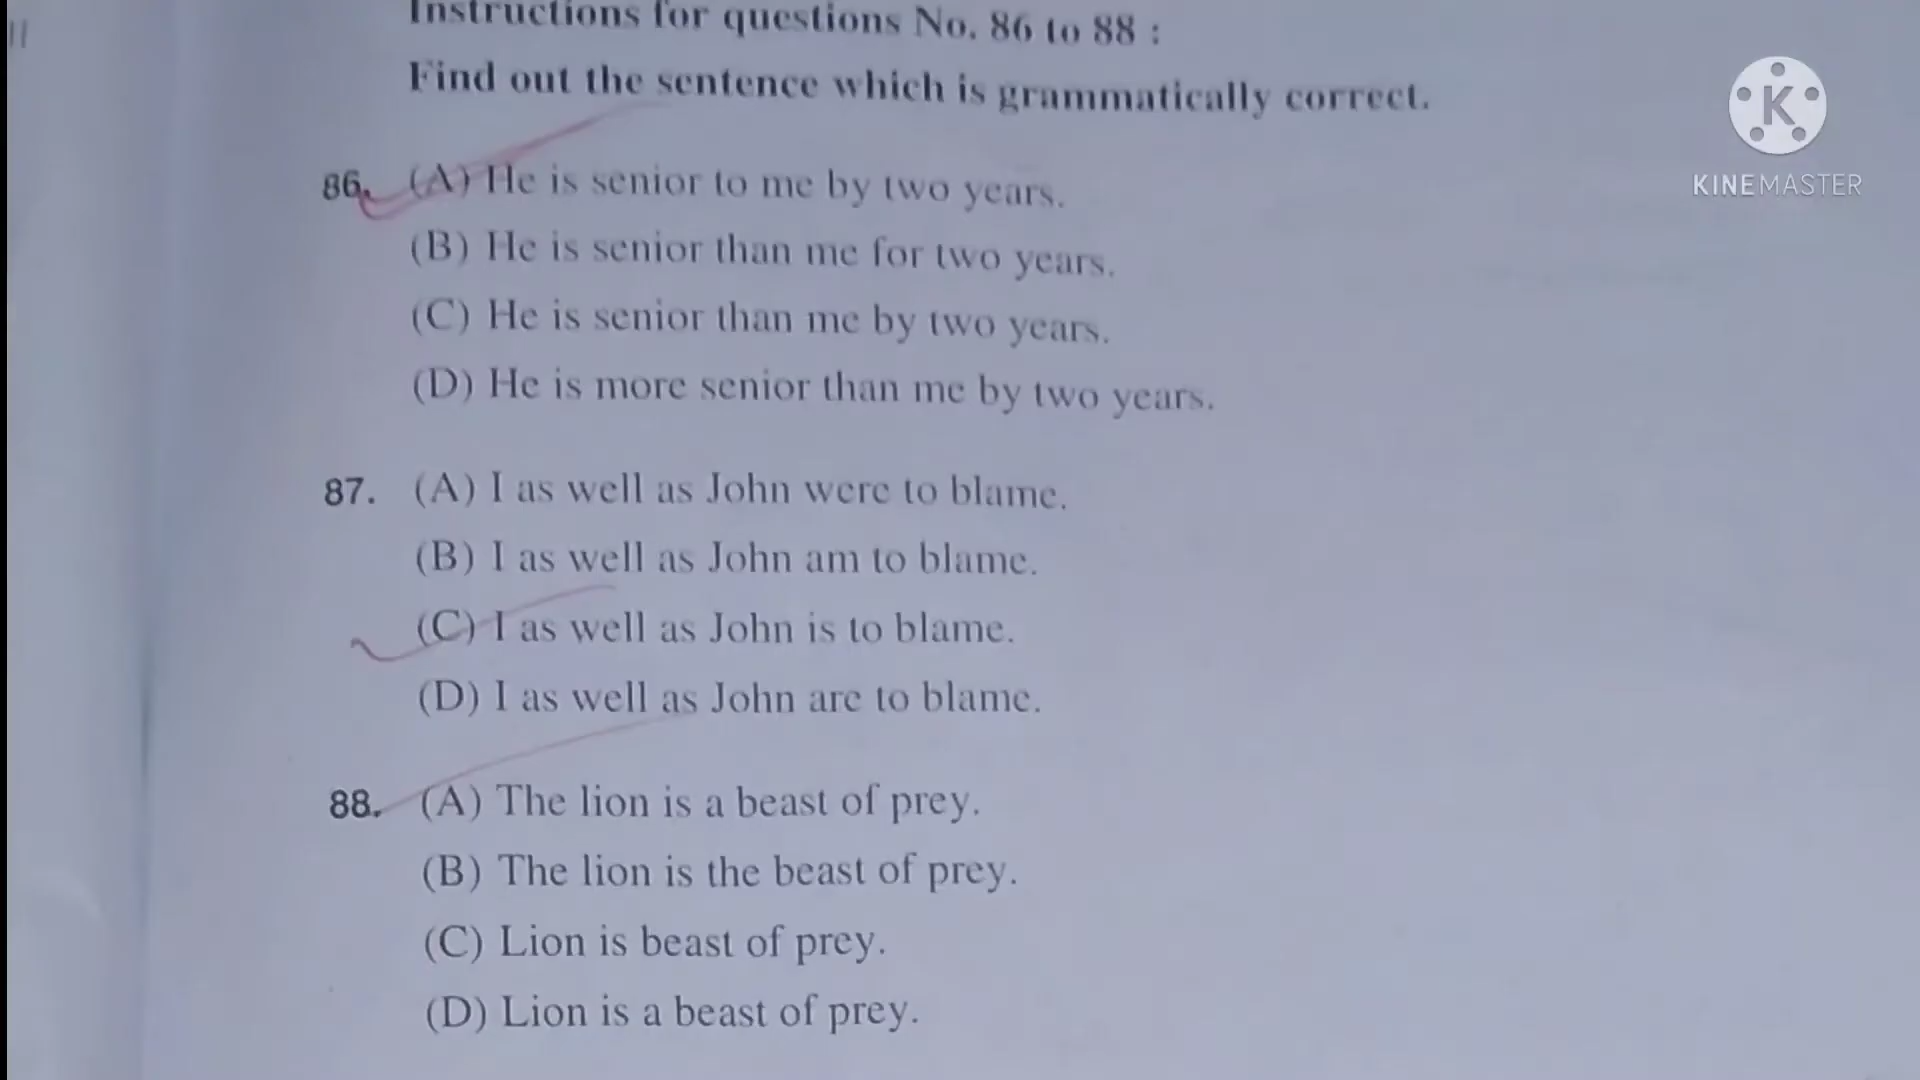 Instructions for questions No. 86 to 88 :
Find out the sentence which is grammatically correct.
KINEMASTER
86. (A) He is senior to me by two years.
(B) He is senior than me for two years.
(C) He is senior than me by two years.
(D) He is more senior than me by two years.
87. (A) I as well as John were to blame.
(B) I as well as John am to blame.
(C) I as well as John is to blame.
(D) I as well as John are to blame.
88. (A) The lion is a beast of prey.
(B) The lion is the beast of prey.
(C) Lion is beast of prey.
(D) Lion is a beast of prey.